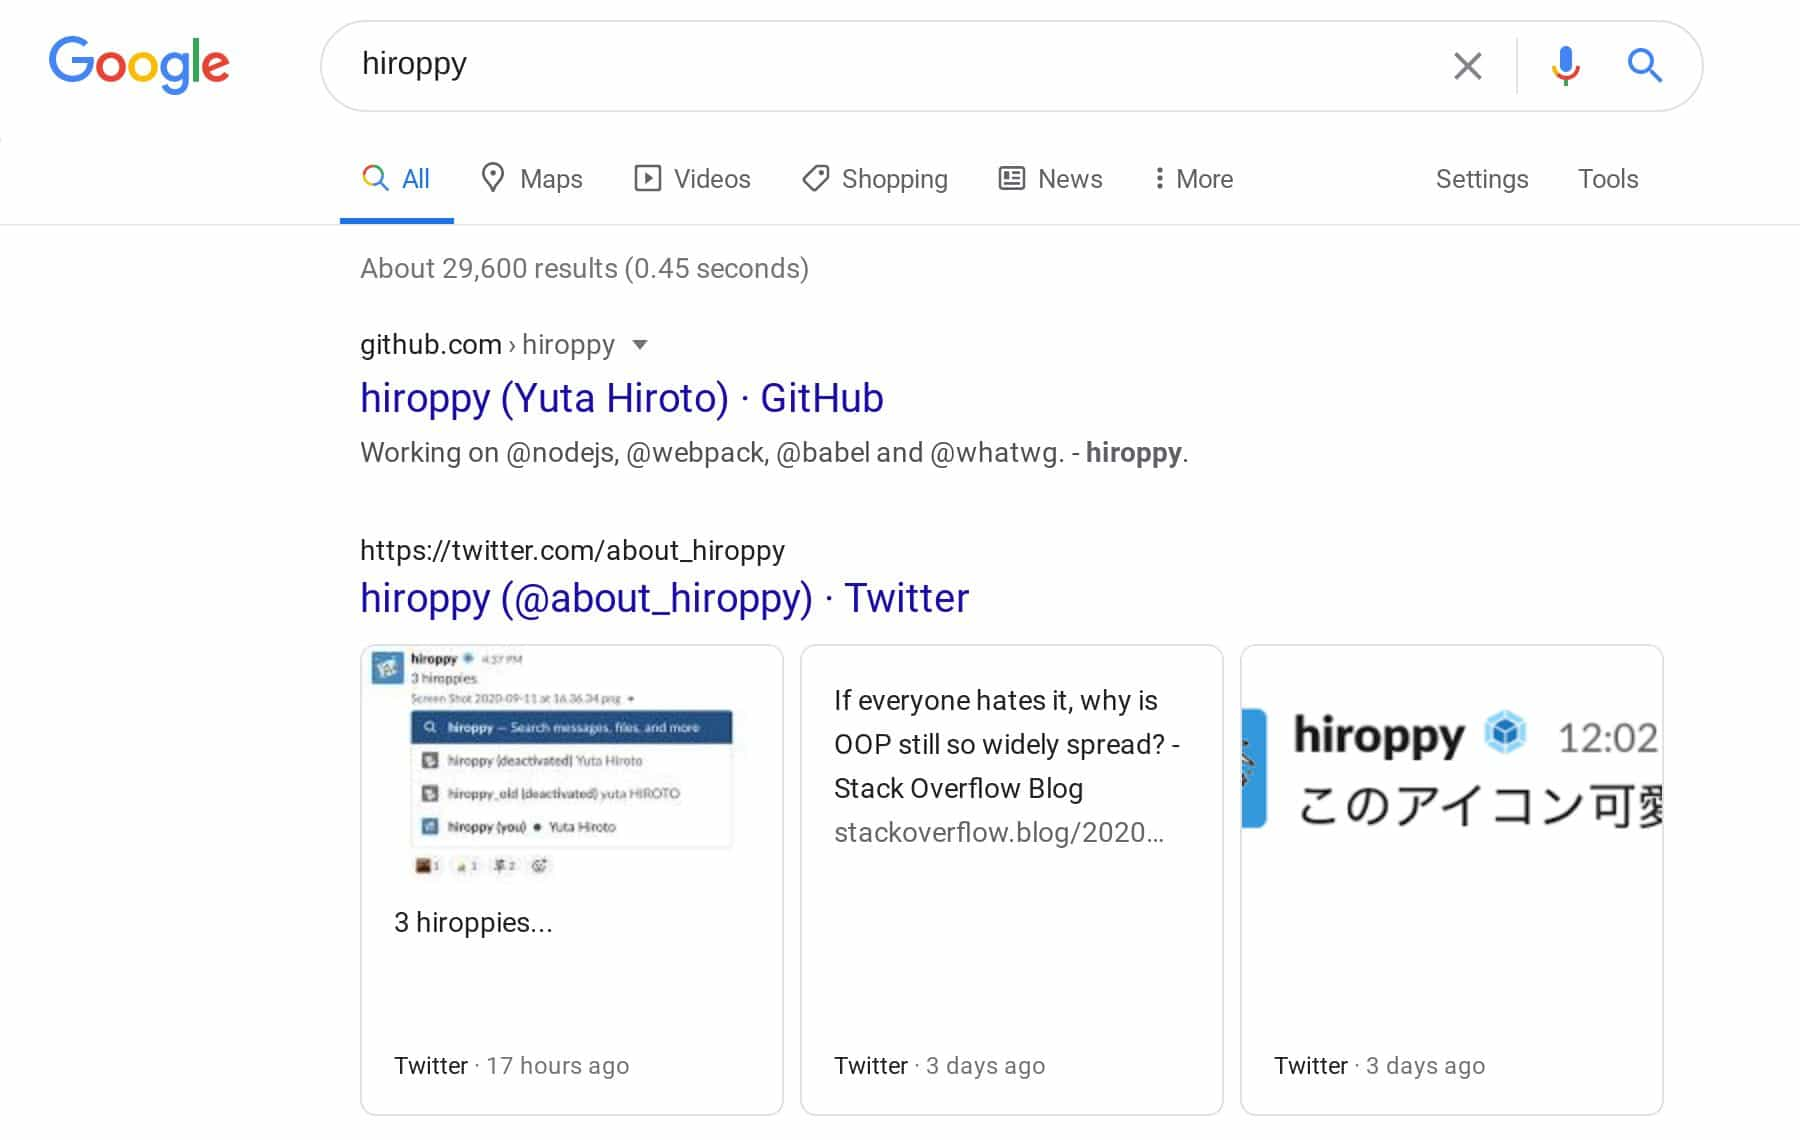 Google
hiroppy
All Maps Videos Shopping News More Settings Tools
About 29,600 results (0.45 seconds)
github.com › hiroppy
hiroppy (Yuta Hiroto) · GitHub
Working on @nodejs, @webpack, @babel and @whatwg. - hiroppy.
https://twitter.com/about_hiroppy
hiroppy (@about_hiroppy) · Twitter
hiroppy 4:37 PM
3 hiroppies
Screen Shot 2020-09-11 at 16.36.34.png
hiroppy — Search messages, files, and more
hiroppy (deactivated) Yuta Hiroto
hiroppy_old (deactivated) yuta HIROTO
hiroppy (you) ● Yuta Hiroto
1 1 2
3 hiroppies...
Twitter · 17 hours ago
If everyone hates it, why is
OOP still so widely spread? -
Stack Overflow Blog
stackoverflow.blog/2020...
Twitter · 3 days ago
hiroppy 12:02
このアイコン可愛
Twitter · 3 days ago